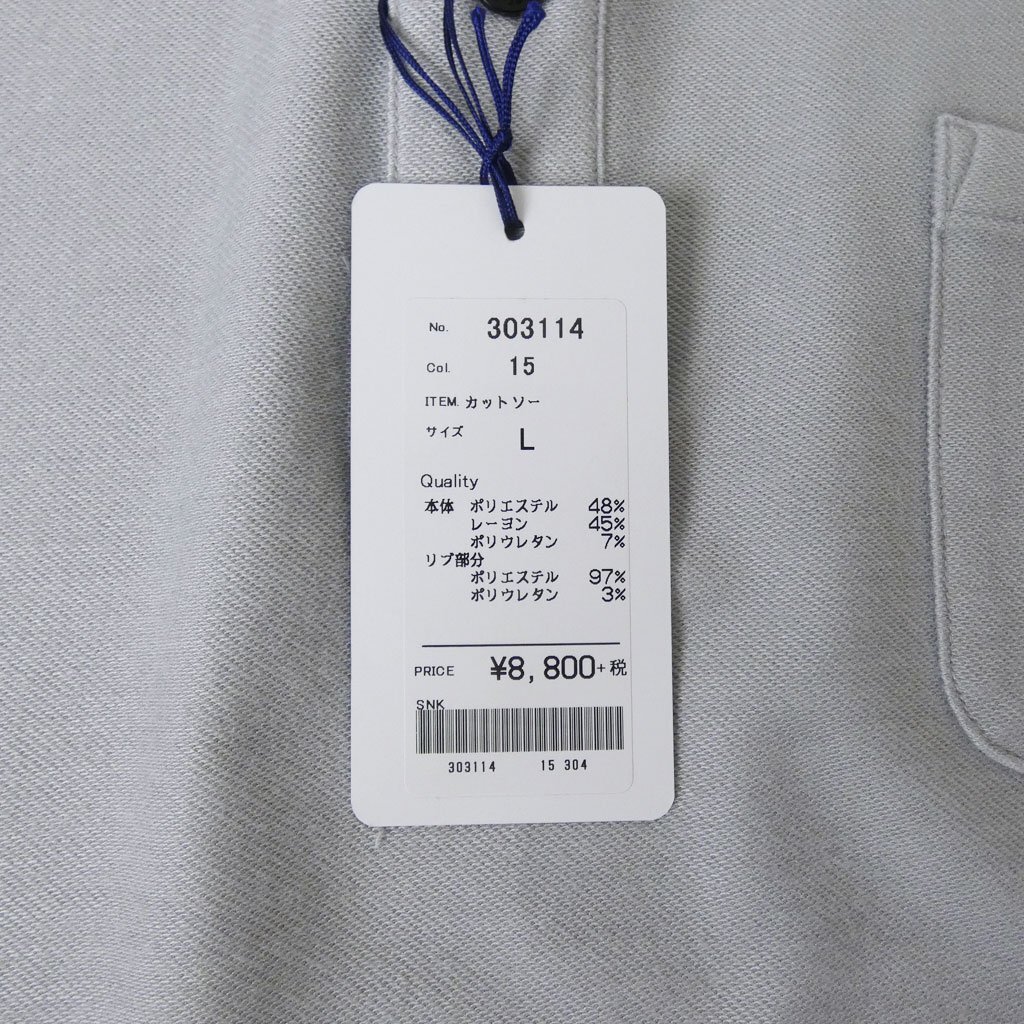 No. 303114
Col. 15
ITEM. カットソー
サイズ L
Quality
本体 ポリエステル 48%
レーヨン 45%
ポリウレタン 7%
リブ部分
ポリエステル 97%
ポリウレタン 3%
PRICE ¥8,800+税
SNK
303114 15 304